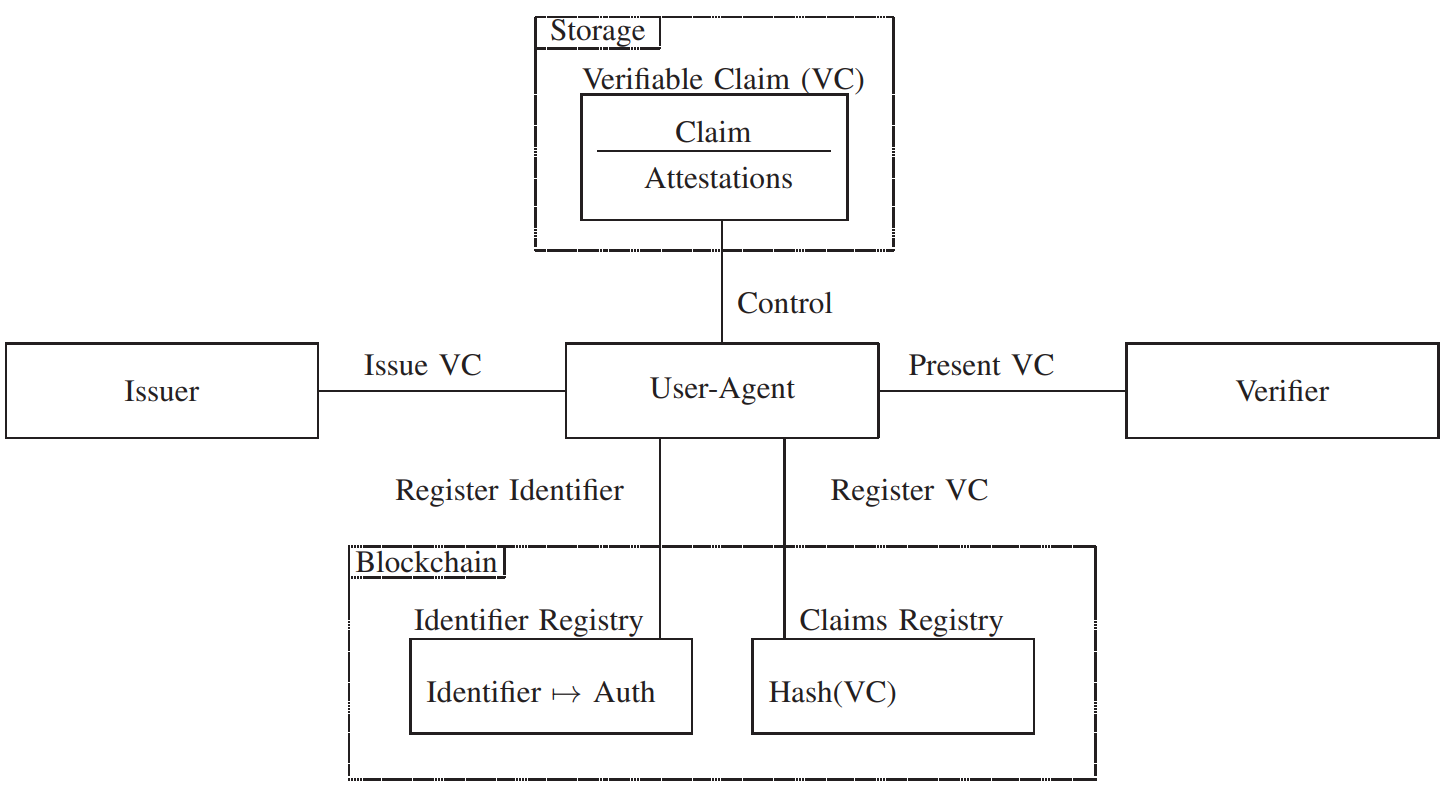 Storage
Verifiable Claim (VC)
Claim
Attestations
Control
Issuer
Issue VC
User-Agent
Present VC
Verifier
Register Identifier
Register VC
Blockchain
Identifier Registry
Claims Registry
Identifier ↦ Auth
Hash(VC)